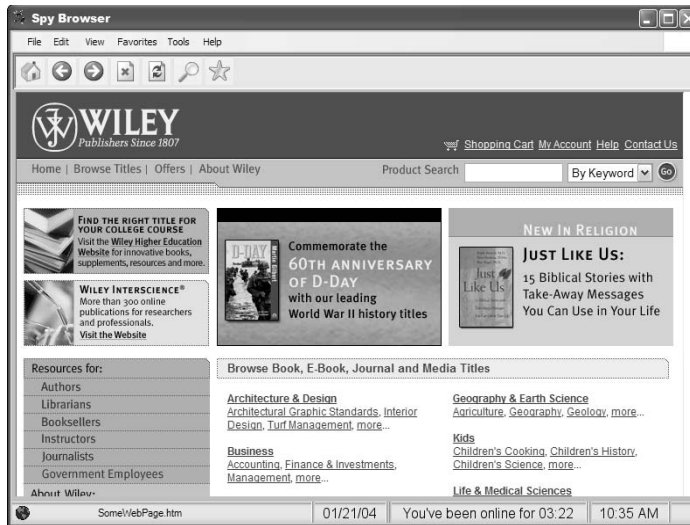 Spy Browser
File Edit View Favorites Tools Help
WILEY
Publishers Since 1807
Shopping Cart My Account Help Contact Us
Home | Browse Titles | Offers | About Wiley
Product Search By Keyword GO
FIND THE RIGHT TITLE FOR
YOUR COLLEGE COURSE
Visit the Wiley Higher Education
Website for innovative books,
supplements, resources and more.
WILEY INTERSCIENCE®
More than 300 online
publications for researchers
and professionals.
Visit the Website
D-DAY
Martin Gilbert
Commemorate the
60TH ANNIVERSARY
OF D-DAY
with our leading
World War II history titles
NEW IN RELIGION
Just
Like Us
JUST LIKE US:
15 Biblical Stories with
Take-Away Messages
You Can Use in Your Life
Resources for:
Authors
Librarians
Booksellers
Instructors
Journalists
Government Employees
About Wiley:
Browse Book, E-Book, Journal and Media Titles
Architecture & Design
Architectural Graphic Standards, Interior
Design, Turf Management, more...
Business
Accounting, Finance & Investments,
Management, more...
Geography & Earth Science
Agriculture, Geography, Geology, more...
Kids
Children's Cooking, Children's History,
Children's Science, more...
Life & Medical Sciences
SomeWebPage.htm 01/21/04 You've been online for 03:22 10:35 AM